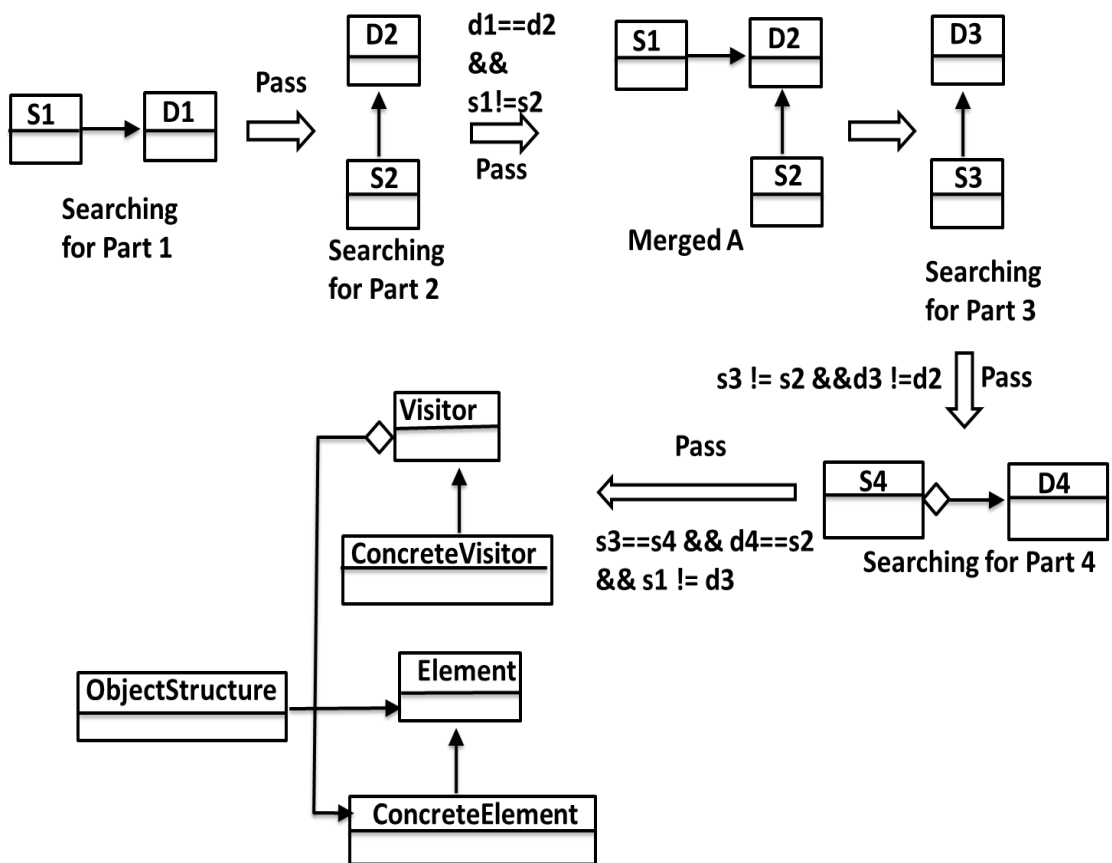 S1
D1
Searching
for Part 1
Pass
D2
S2
Searching
for Part 2
d1==d2
&&
s1!=s2
Pass
S1
D2
S2
Merged A
D3
S3
Searching
for Part 3
s3 != s2 &&d3 !=d2
Pass
S4
D4
Searching for Part 4
Pass
s3==s4 && d4==s2
&& s1 != d3
Visitor
ConcreteVisitor
Element
ObjectStructure
ConcreteElement